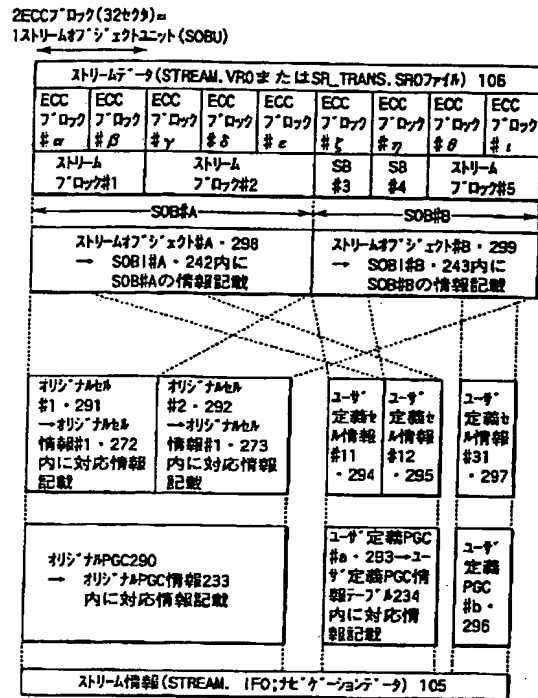 2ECCブロック(32セクタ)=
1ストリームオブジェクトユニット(SOBU)
ストリームデータ(STREAM.VROまたはSR_TRANS.SROファイル) 106
ECC
ブロック
#α
ECC
ブロック
#β
ECC
ブロック
#γ
ECC
ブロック
#δ
ECC
ブロック
#ε
ECC
ブロック
#ζ
ECC
ブロック
#η
ECC
ブロック
#θ
ECC
ブロック
#ι
ストリーム
ブロック#1
ストリーム
ブロック#2
SB
#3
SB
#4
ストリーム
ブロック#5
SOB#A
SOB#B
ストリームオブジェクト#A・298
→ SOBI#A・242内に
SOB#Aの情報記載
ストリームオブジェクト#B・299
→ SOBI#B・243内に
SOB#Bの情報記載
オリジナルセル
#1・291
→オリジナルセル
情報#1・272
内に対応情報
記載
オリジナルセル
#2・292
→オリジナルセル
情報#1・273
内に対応情報
記載
ユーザ
定義セ
ル情報
#11
・294
ユーザ
定義セ
ル情報
#12
・295
ユーザ
定義セ
ル情報
#31
・297
オリジナルPGC290
→ オリジナルPGC情報233
内に対応情報記載
ユーザ定義PGC
#a・293→ユー
ザ定義PGC情
報テーブル234
内に対応情
報記載
ユーザ
定義
PGC
#b・
296
ストリーム情報(STREAM. IFO;ナビゲーションデータ) 105